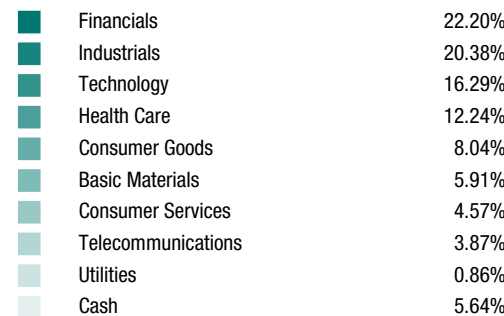 Financials 22.20%
Industrials 20.38%
Technology 16.29%
Health Care 12.24%
Consumer Goods 8.04%
Basic Materials 5.91%
Consumer Services 4.57%
Telecommunications 3.87%
Utilities 0.86%
Cash 5.64%